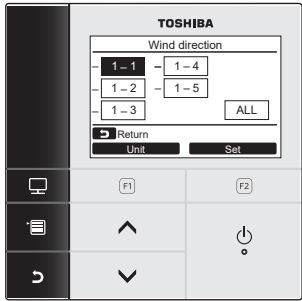 TOSHIBA
Wind direction
– 1 – 1 – 1 – 4
– 1 – 2 – 1 – 5
– 1 – 3 ALL
Return
Unit Set
F1 F2